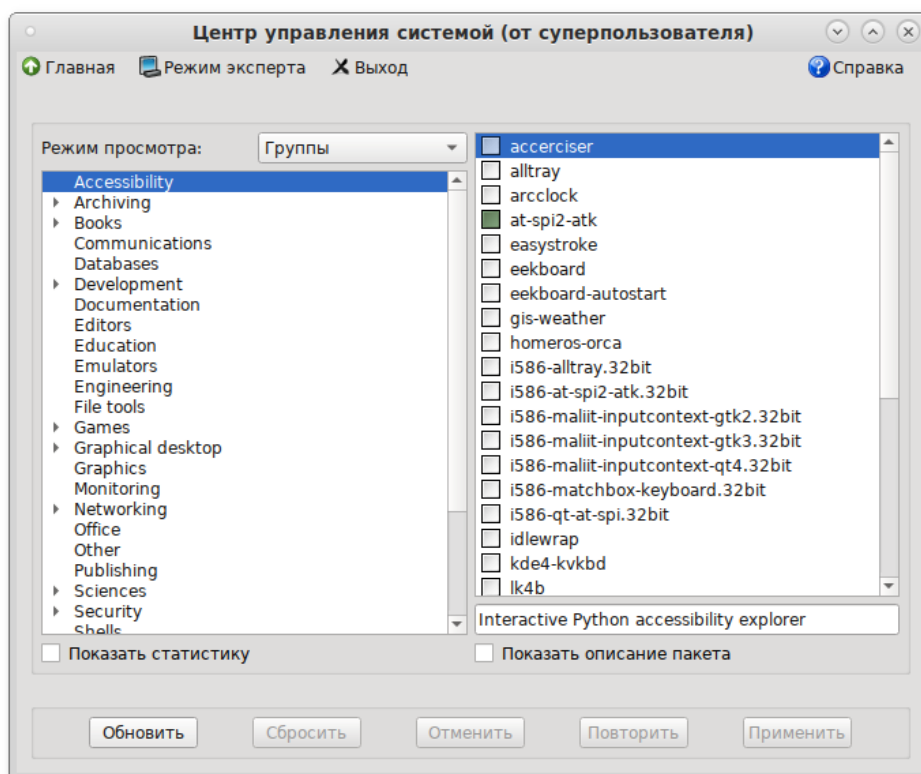 Центр управления системой (от суперпользователя)
Главная Режим эксперта Выход Справка
Режим просмотра: Группы
Accessibility
Archiving
Books
Communications
Databases
Development
Documentation
Editors
Education
Emulators
Engineering
File tools
Games
Graphical desktop
Graphics
Monitoring
Networking
Office
Other
Publishing
Sciences
Security
Shells
Показать статистику
accerciser
alltray
arcclock
at-spi2-atk
easystroke
eekboard
eekboard-autostart
gis-weather
homeros-orca
i586-alltray.32bit
i586-at-spi2-atk.32bit
i586-maliit-inputcontext-gtk2.32bit
i586-maliit-inputcontext-gtk3.32bit
i586-maliit-inputcontext-qt4.32bit
i586-matchbox-keyboard.32bit
i586-qt-at-spi.32bit
idlewrap
kde4-kvkbd
lk4b
Interactive Python accessibility explorer
Показать описание пакета
Обновить Сбросить Отменить Повторить Применить